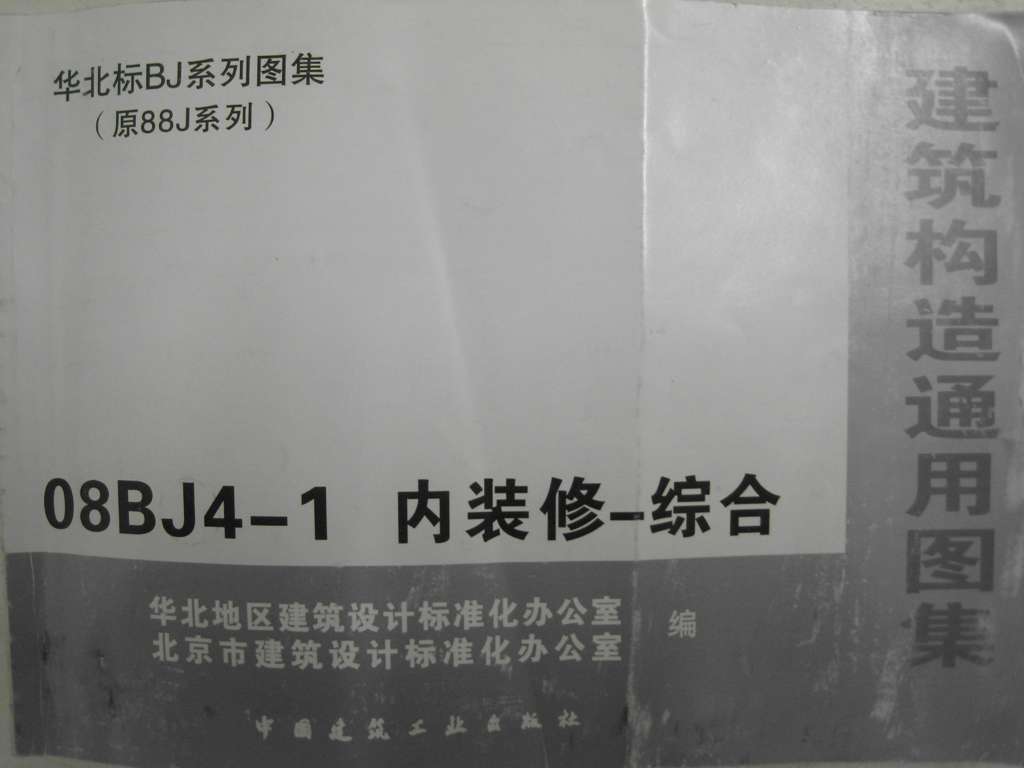 华北标BJ系列图集
（原88J系列）
建筑构造通用图集
08BJ4-1 内装修-综合
华北地区建筑设计标准化办公室
北京市建筑设计标准化办公室
编
中国建筑工业出版社